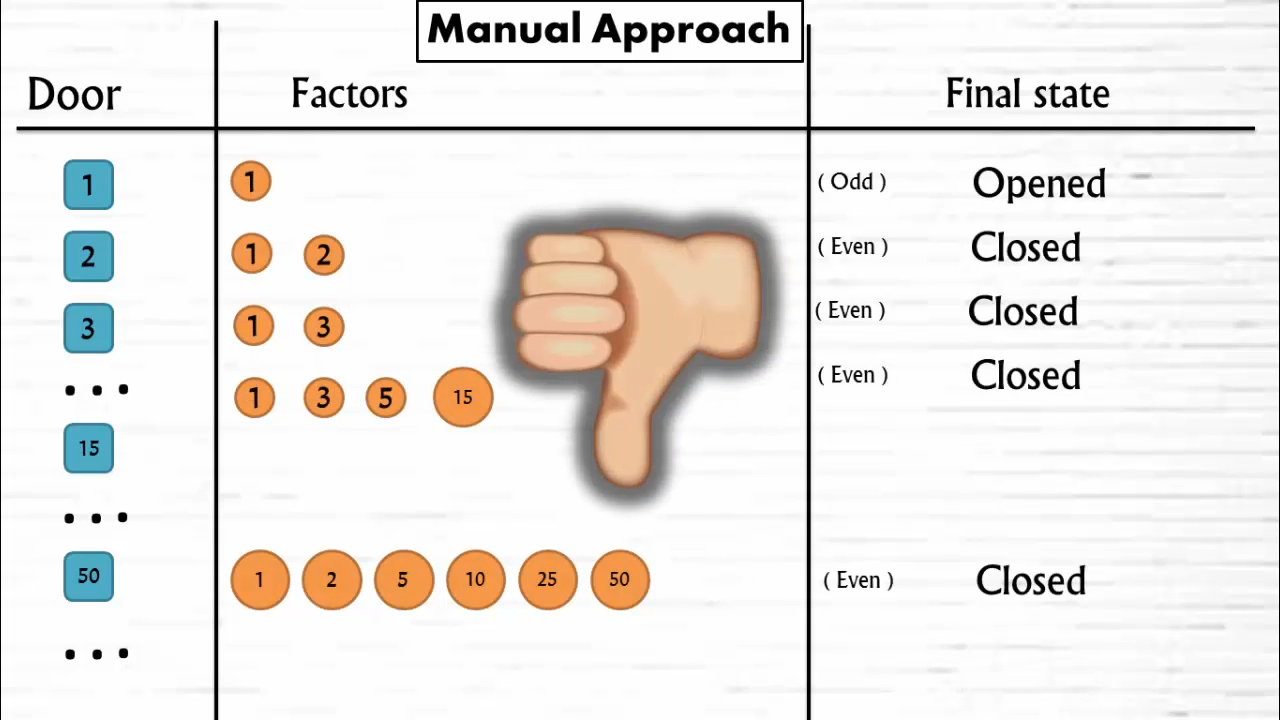 Manual Approach
Door Factors Final state
1 1 ( Odd ) Opened
2 1 2 ( Even ) Closed
3 1 3 ( Even ) Closed
... 1 3 5 15 ( Even ) Closed
15
...
50 1 2 5 10 25 50 ( Even ) Closed
...